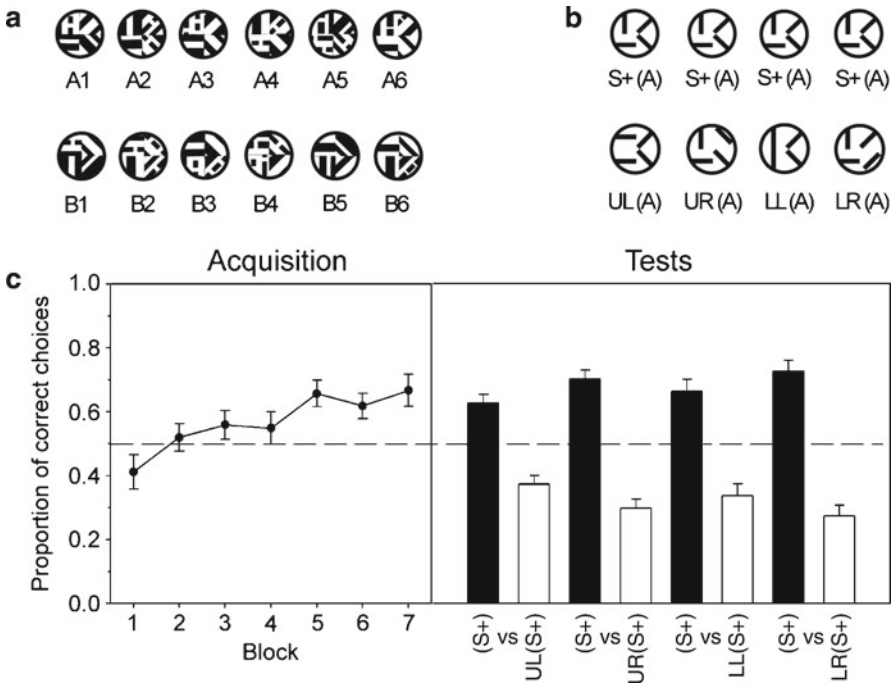 a
A1 A2 A3 A4 A5 A6
B1 B2 B3 B4 B5 B6
b
S+(A) S+(A) S+(A) S+(A)
UL(A) UR(A) LL(A) LR(A)
c
Acquisition
Tests
Proportion of correct choices
1.0
0.8
0.6
0.4
0.2
0.0
1 2 3 4 5 6 7
Block
(S+) vs UL(S+) (S+) vs UR(S+) (S+) vs LL(S+) (S+) vs LR(S+)